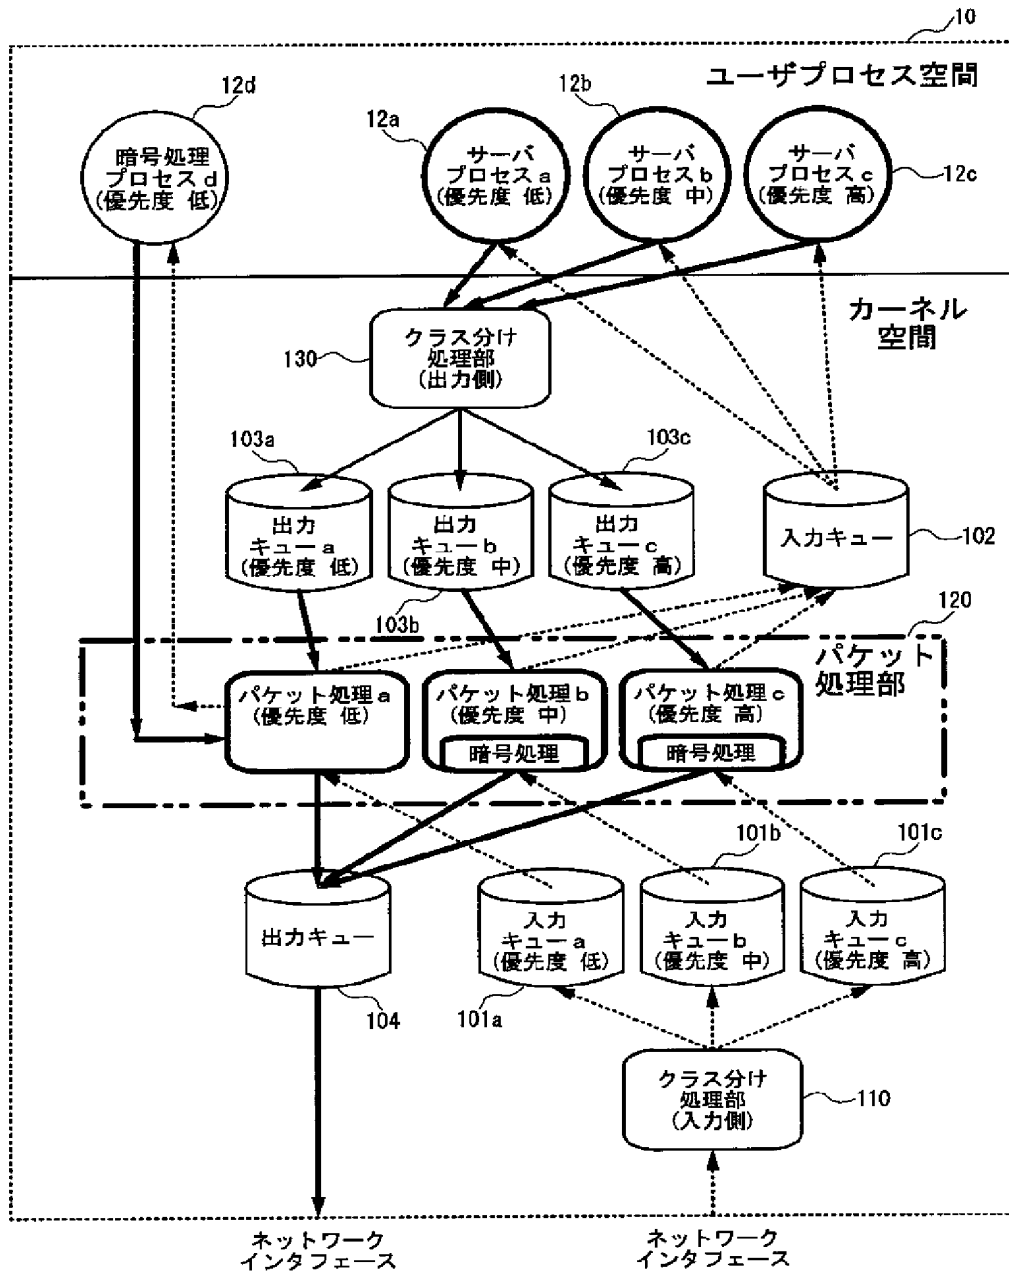 10
ユーザプロセス空間
12d
12a
12b
12c
暗号処理
プロセスd
(優先度 低)
サーバ
プロセスa
(優先度 低)
サーバ
プロセスb
(優先度 中)
サーバ
プロセスc
(優先度 高)
カーネル
空間
130
クラス分け
処理部
(出力側)
103a
103c
出力
キューa
(優先度 低)
出力
キューb
(優先度 中)
出力
キューc
(優先度 高)
入力キュー
102
103b
120
パケット
処理部
パケット処理a
(優先度 低)
パケット処理b
(優先度 中)
暗号処理
パケット処理c
(優先度 高)
暗号処理
101b
101c
出力キュー
入力
キューa
(優先度 低)
入力
キューb
(優先度 中)
入力
キューc
(優先度 高)
104
101a
クラス分け
処理部
(入力側)
110
ネットワーク
インタフェース
ネットワーク
インタフェース